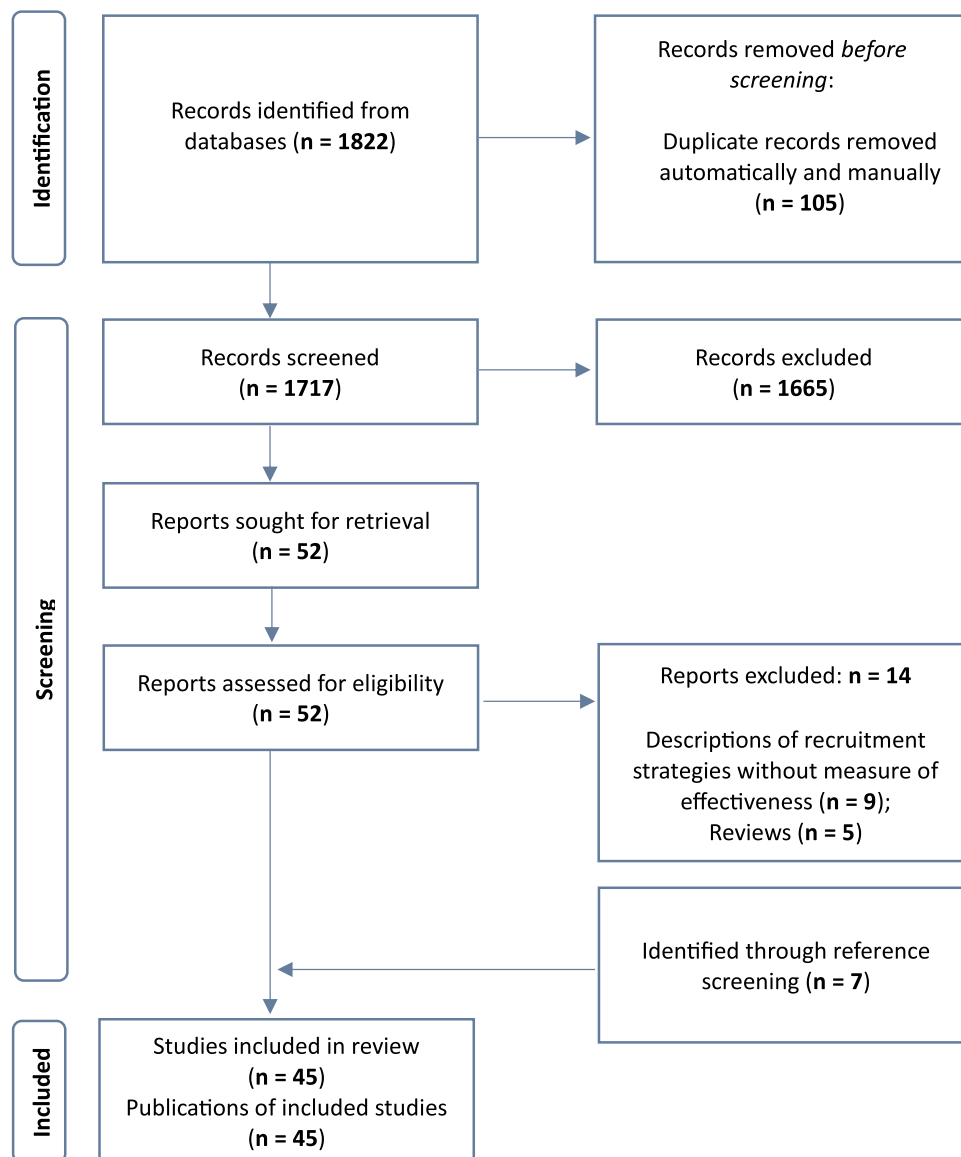 Identification
Records identified from
databases (n = 1822)
Records removed before
screening:
Duplicate records removed
automatically and manually
(n = 105)
Screening
Records screened
(n = 1717)
Records excluded
(n = 1665)
Reports sought for retrieval
(n = 52)
Reports assessed for eligibility
(n = 52)
Reports excluded: n = 14
Descriptions of recruitment
strategies without measure of
effectiveness (n = 9);
Reviews (n = 5)
Identified through reference
screening (n = 7)
Included
Studies included in review
(n = 45)
Publications of included studies
(n = 45)